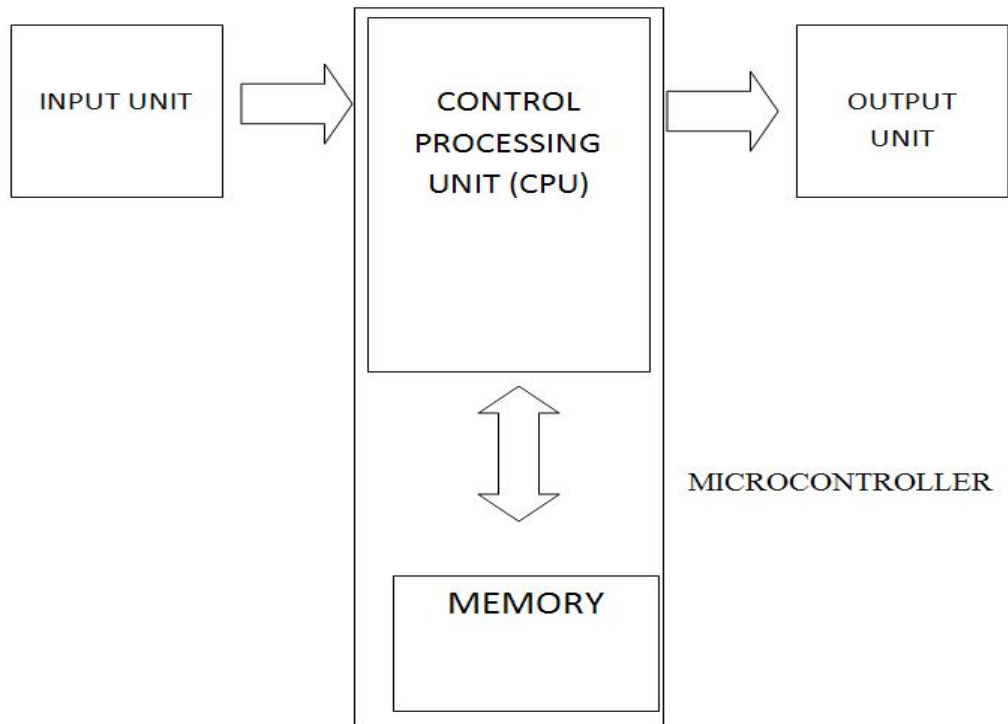 INPUT UNIT
CONTROL
PROCESSING
UNIT (CPU)
OUTPUT
UNIT
MICROCONTROLLER
MEMORY